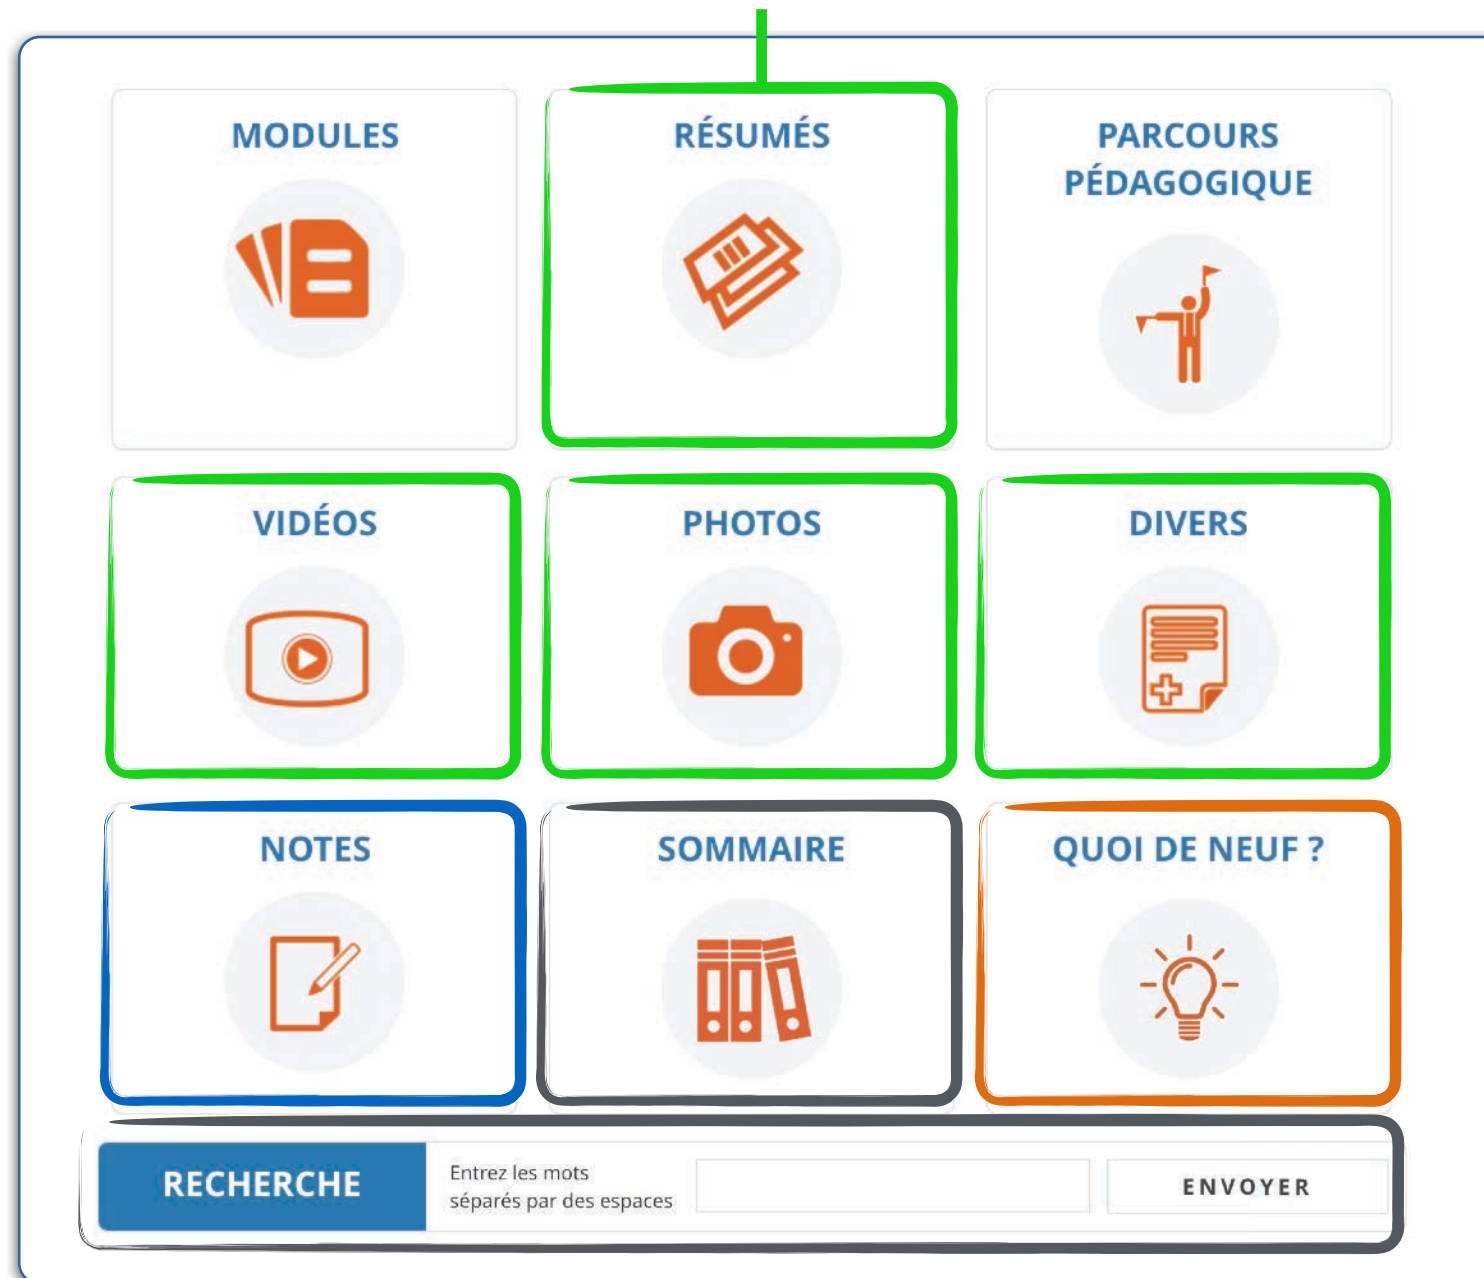 MODULES
RÉSUMÉS
PARCOURS
PÉDAGOGIQUE
VIDÉOS
PHOTOS
DIVERS
NOTES
SOMMAIRE
QUOI DE NEUF ?
RECHERCHE
Entrez les mots
séparés par des espaces
ENVOYER